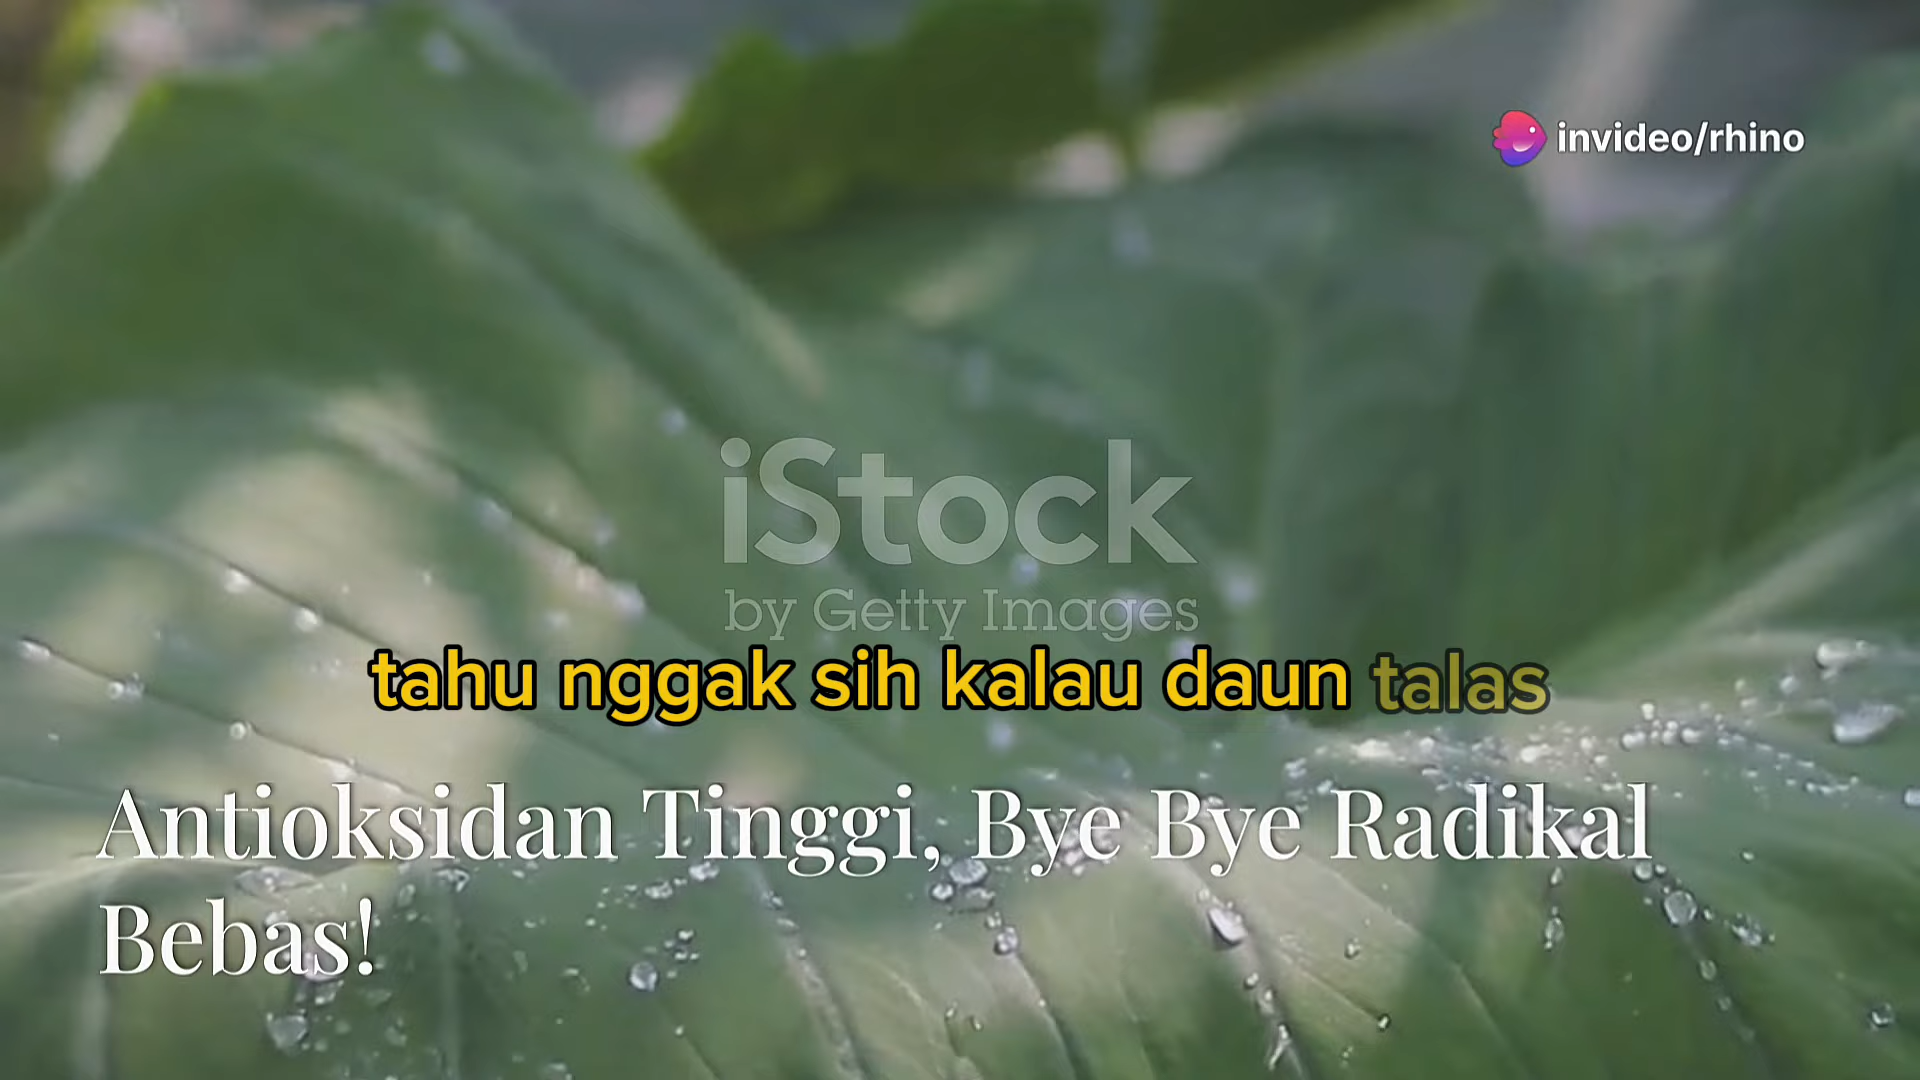 invideo/rhino
iStock
by Getty Images
tahu nggak sih kalau daun talas
Antioksidan Tinggi, Bye Bye Radikal
Bebas!